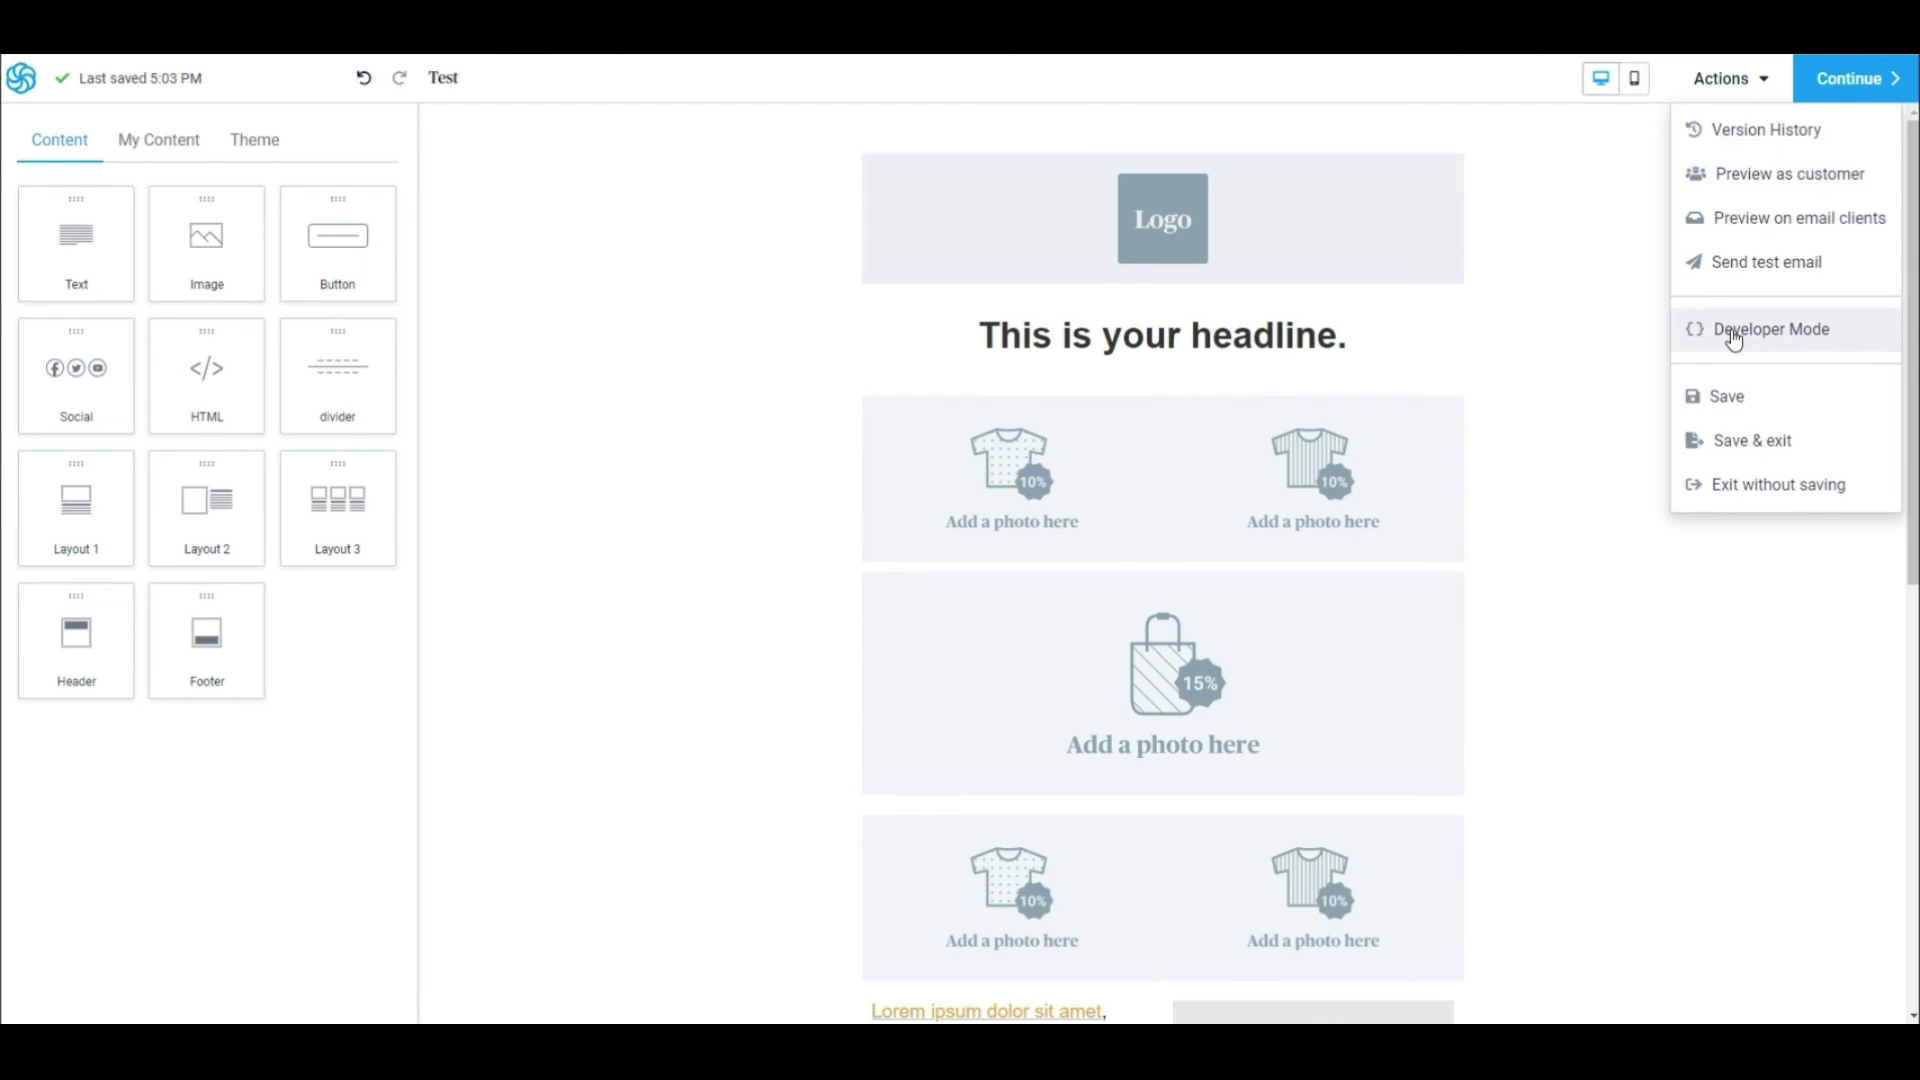 Last saved 5:03 PM
Test
Actions
Continue
Content
My Content
Theme
Text
Image
Button
Social
HTML
divider
Layout 1
Layout 2
Layout 3
Header
Footer
Logo
This is your headline.
10%
10%
Add a photo here
Add a photo here
15%
Add a photo here
10%
10%
Add a photo here
Add a photo here
Lorem ipsum dolor sit amet,
Version History
Preview as customer
Preview on email clients
Send test email
Developer Mode
Save
Save & exit
Exit without saving